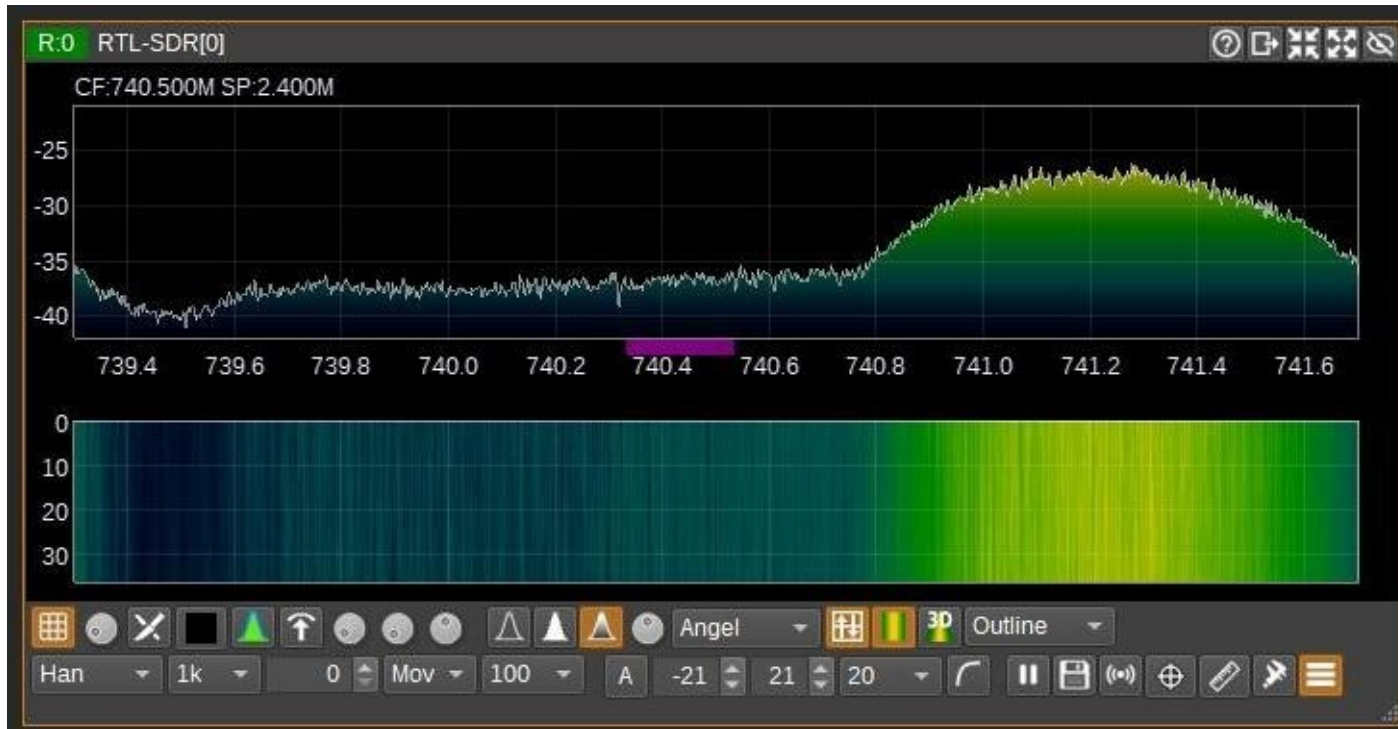 R:0 RTL-SDR[0]
CF:740.500M SP:2.400M
-25
-30
-35
-40
739.4 739.6 739.8 740.0 740.2 740.4 740.6 740.8 741.0 741.2 741.4 741.6
0
10
20
30
Angel 3D Outline
Han 1k 0 Mov 100 A -21 21 20